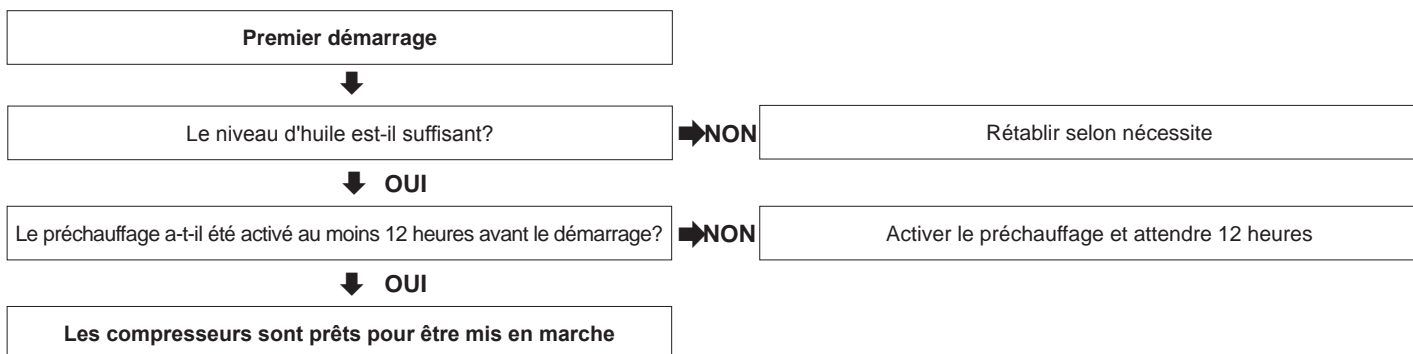 Premier démarrage
Le niveau d'huile est-il suffisant?
NON
Rétablir selon nécessite
OUI
Le préchauffage a-t-il été activé au moins 12 heures avant le démarrage?
NON
Activer le préchauffage et attendre 12 heures
OUI
Les compresseurs sont prêts pour être mis en marche